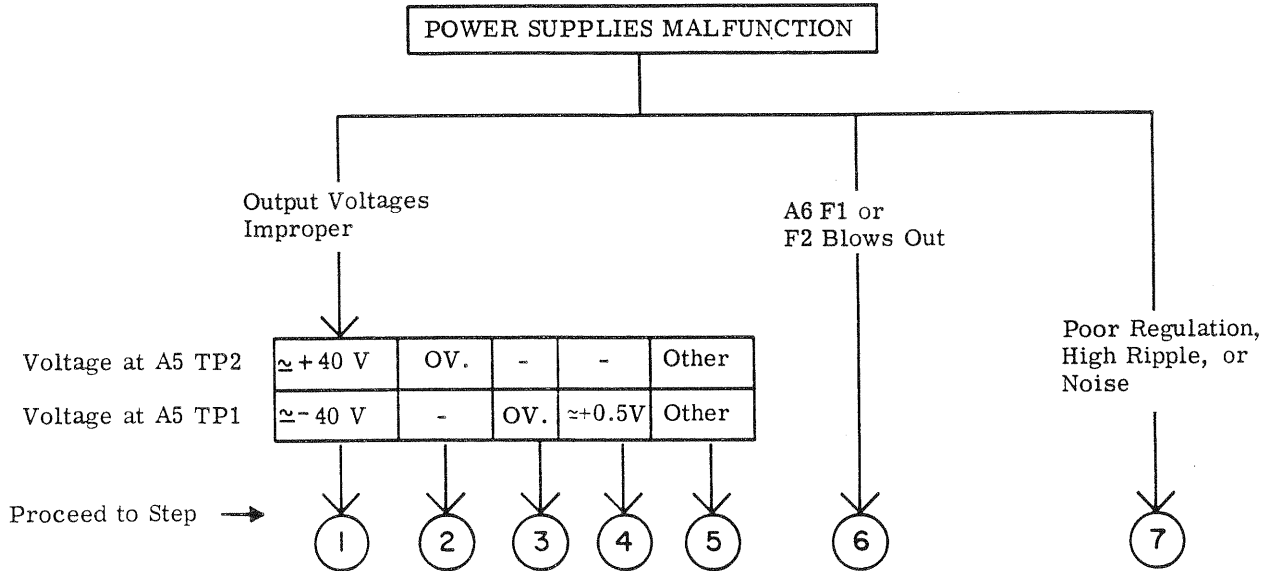 POWER SUPPLIES MALFUNCTION
Output Voltages
Improper
A6 F1 or
F2 Blows Out
Poor Regulation,
High Ripple, or
Noise
Voltage at A5 TP2 ≃+40 V OV. - - Other
Voltage at A5 TP1 ≃-40 V - OV. ≃+0.5V Other
Proceed to Step → 1 2 3 4 5 6 7